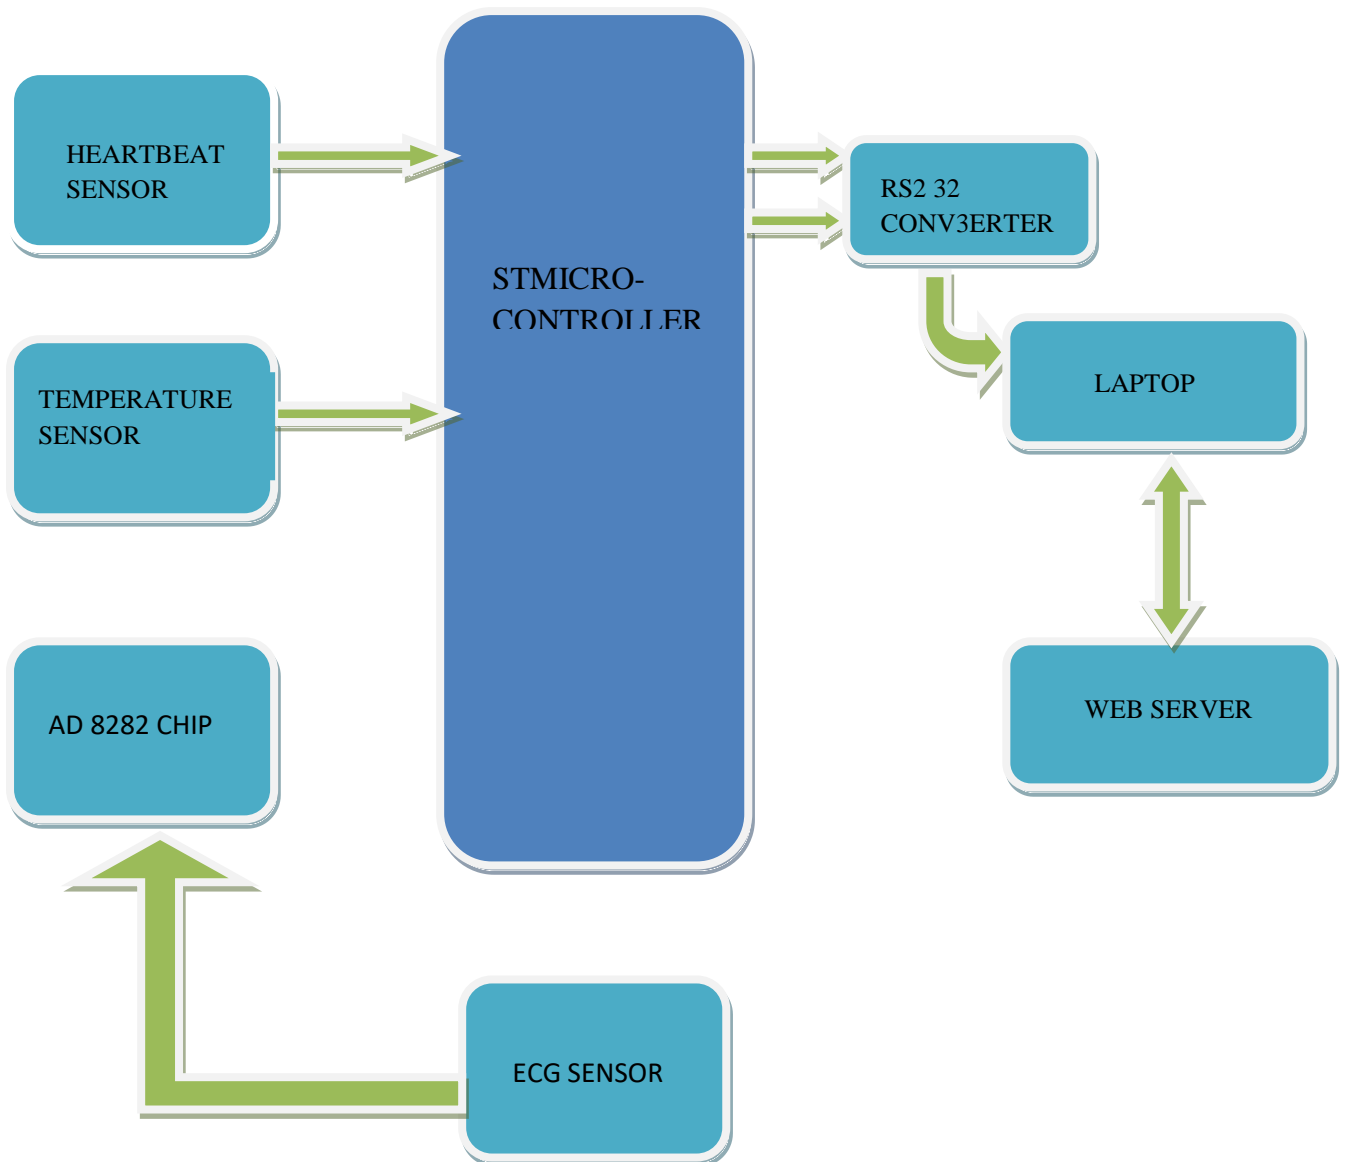 HEARTBEAT
SENSOR
STMICRO-
CONTROLLER
RS2 32
CONV3ERTER
TEMPERATURE
SENSOR
LAPTOP
AD 8282 CHIP
WEB SERVER
ECG SENSOR